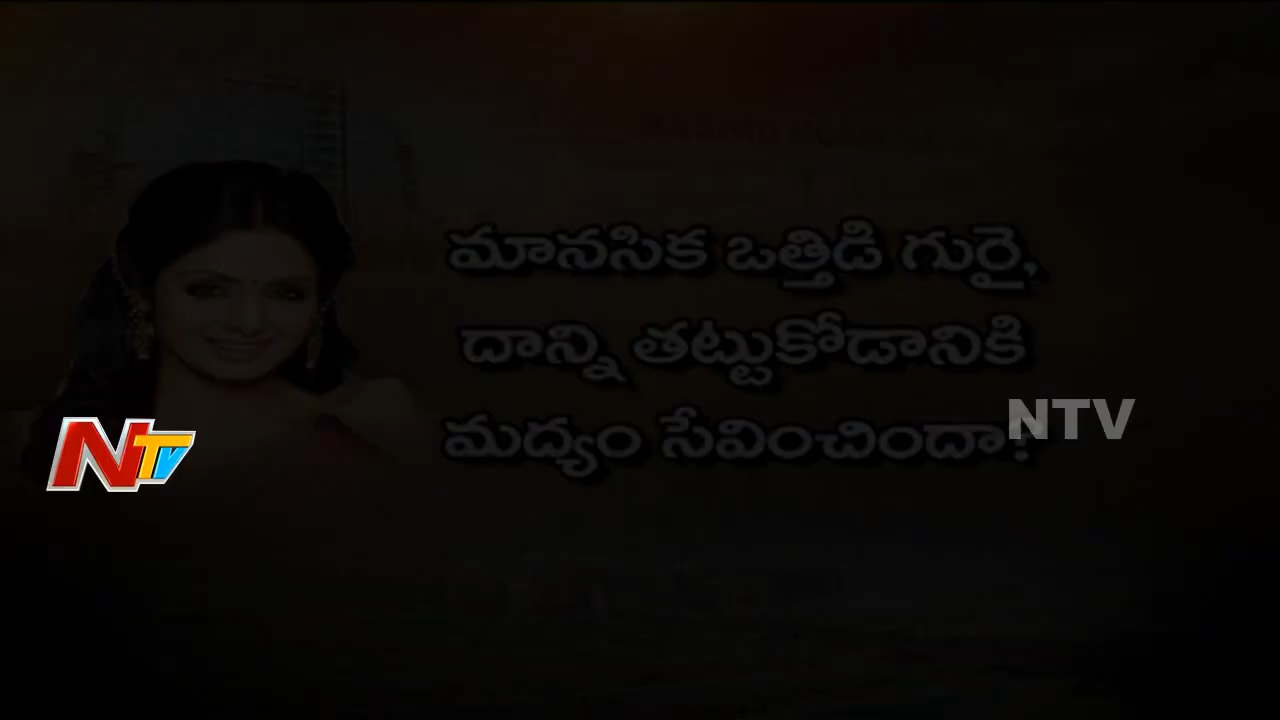 మానసిక ఒత్తిడి గురై,
దాన్ని తట్టుకోడానికి
మద్యం సేవించిందా?
NTV
NTV